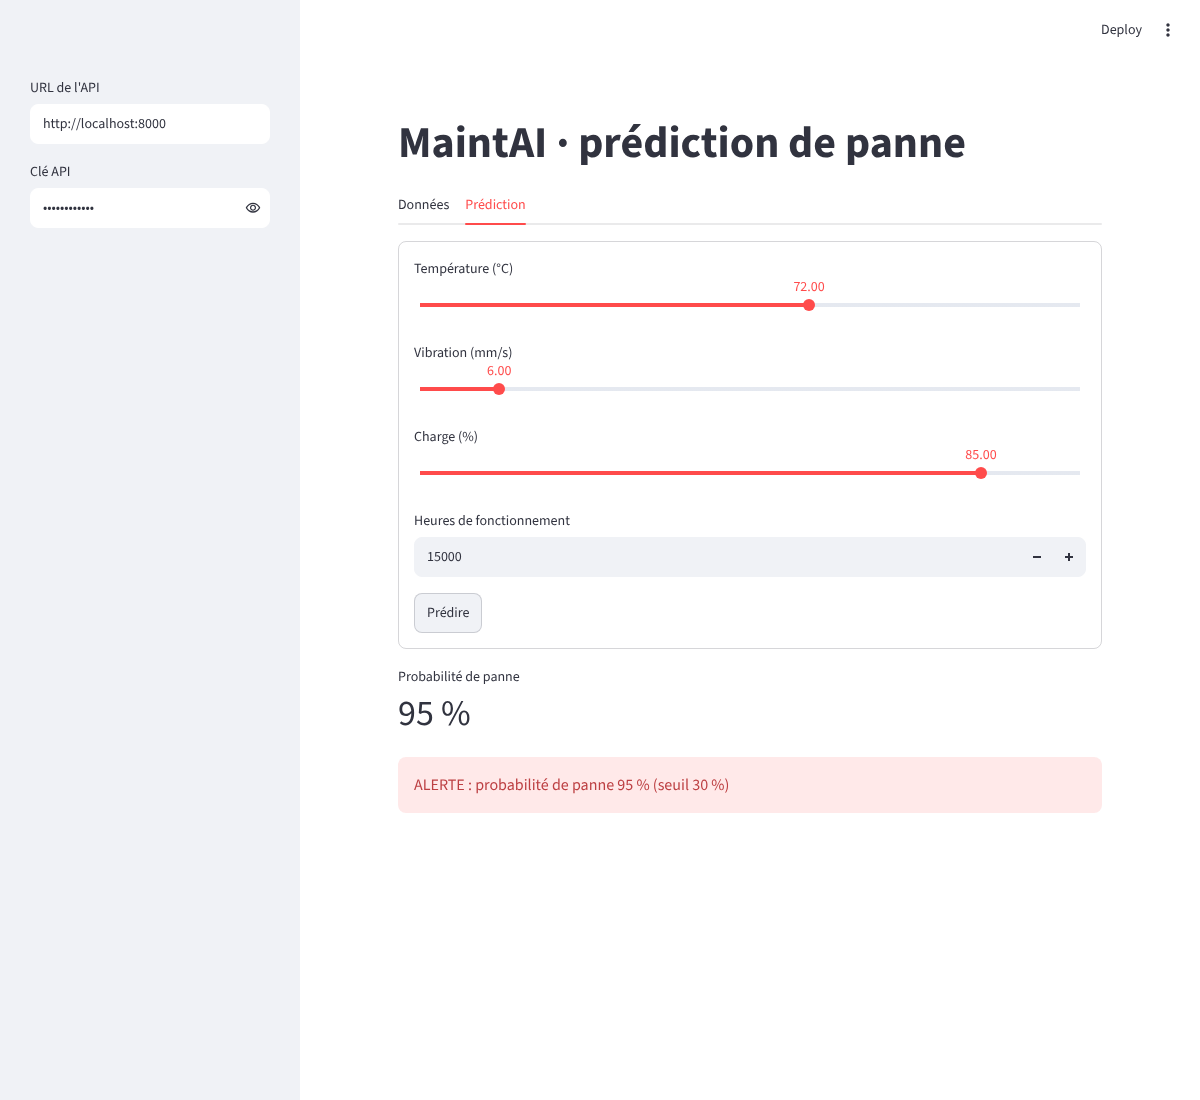 Deploy
URL de l'API
http://localhost:8000
Clé API
••••••••••••
MaintAI · prédiction de panne
Données Prédiction
Température (°C)
72.00
Vibration (mm/s)
6.00
Charge (%)
85.00
Heures de fonctionnement
15000
Prédire
Probabilité de panne
95 %
ALERTE : probabilité de panne 95 % (seuil 30 %)